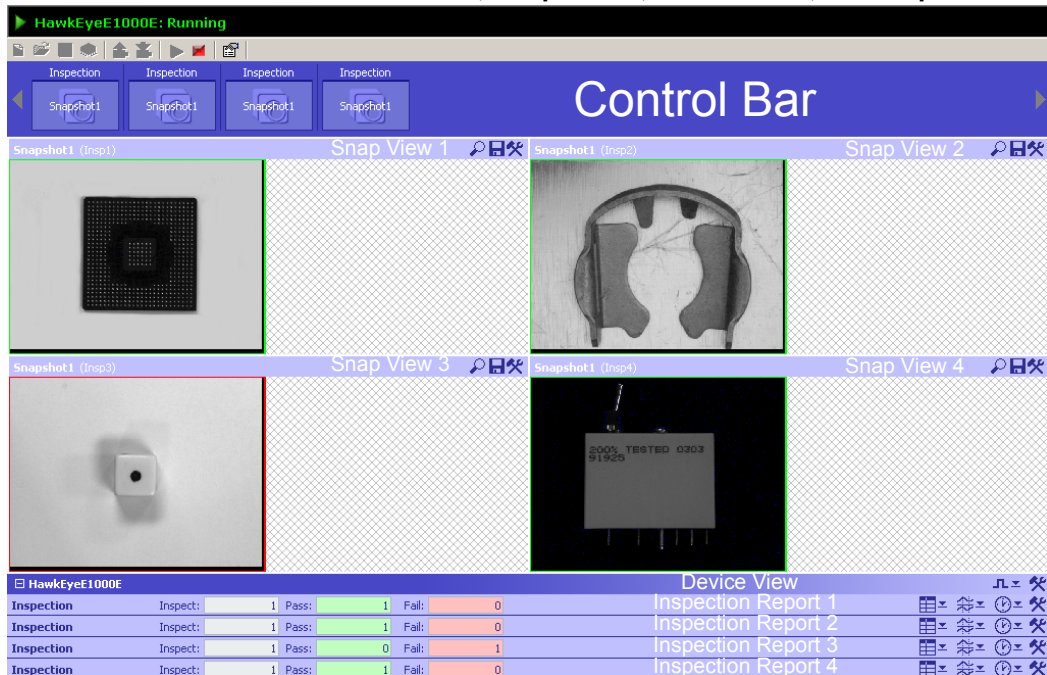 HawkEyeE1000E: Running
Inspection Inspection Inspection Inspection
Snapshot1 Snapshot1 Snapshot1 Snapshot1
Control Bar
Snapshot1 (Insp1) Snap View 1
Snapshot1 (Insp2) Snap View 2
Snapshot1 (Insp3) Snap View 3
Snapshot1 (Insp4) Snap View 4
200% TESTED 0303
91925
HawkEyeE1000E Device View
Inspection Inspect: 1 Pass: 1 Fail: 0 Inspection Report 1
Inspection Inspect: 1 Pass: 1 Fail: 0 Inspection Report 2
Inspection Inspect: 1 Pass: 0 Fail: 1 Inspection Report 3
Inspection Inspect: 1 Pass: 1 Fail: 0 Inspection Report 4